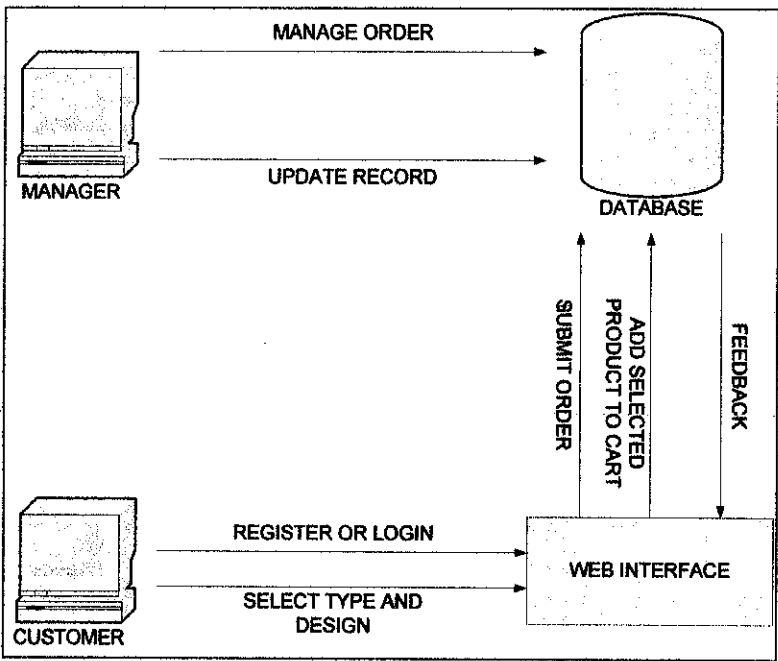 MANAGE ORDER
MANAGER
UPDATE RECORD
DATABASE
SUBMIT ORDER
ADD SELECTED
PRODUCT TO CART
FEEDBACK
REGISTER OR LOGIN
WEB INTERFACE
SELECT TYPE AND
DESIGN
CUSTOMER